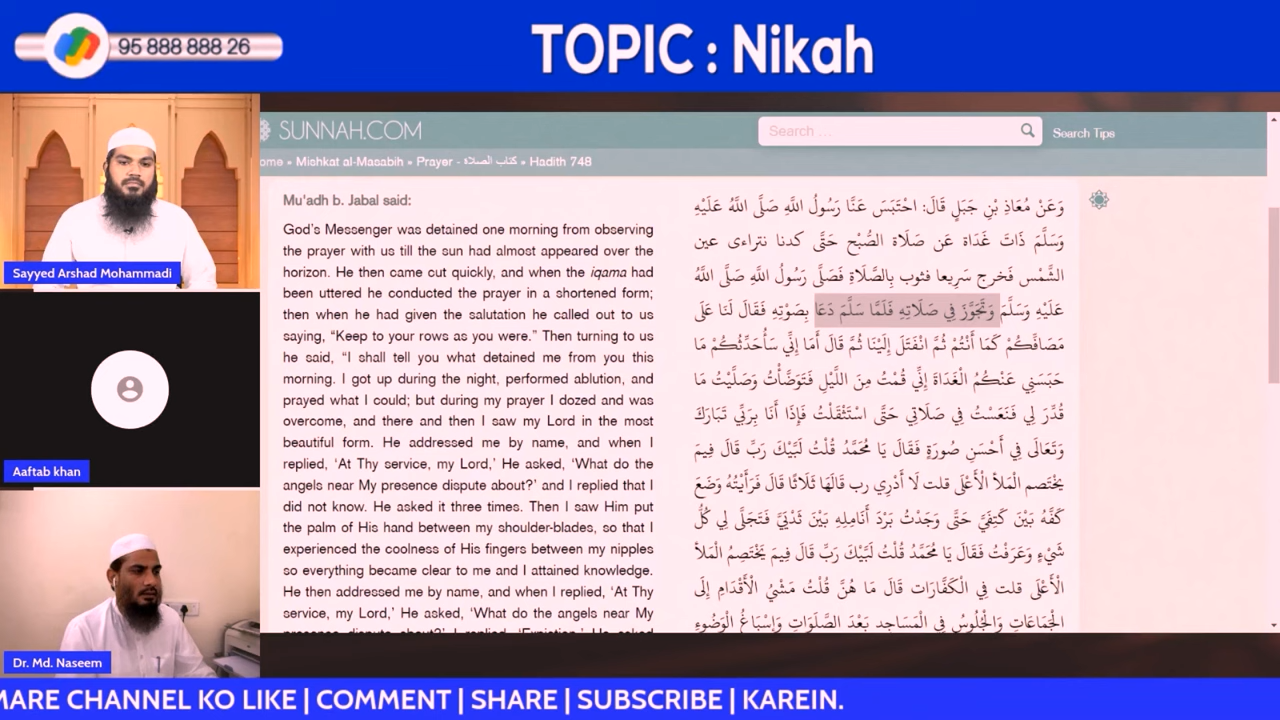 95 888 888 26
TOPIC : Nikah
SUNNAH.COM
Search ...
Search Tips
ome » Mishkat al-Masabih » Prayer - كتاب الصلاة » Hadith 748
Mu'adh b. Jabal said:
God's Messenger was detained one morning from observing
the prayer with us till the sun had almost appeared over the
horizon. He then came cut quickly, and when the iqama had
been uttered he conducted the prayer in a shortened form;
then when he had given the salutation he called out to us
saying, “Keep to your rows as you were.” Then turning to us
he said, “I shall tell you what detained me from you this
morning. I got up during the night, performed ablution, and
prayed what I could; but during my prayer I dozed and was
overcome, and there and then I saw my Lord in the most
beautiful form. He addressed me by name, and when I
replied, ‘At Thy service, my Lord,’ He asked, ‘What do the
angels near My presence dispute about?’ and I replied that I
did not know. He asked it three times. Then I saw Him put
the palm of His hand between my shoulder-blades, so that I
experienced the coolness of His fingers between my nipples
so everything became clear to me and I attained knowledge.
He then addressed me by name, and when I replied, ‘At Thy
service, my Lord,’ He asked, ‘What do the angels near My
presence dispute about?’ I replied, ‘Expiation.’ He asked
وَعَنْ مُعَاذِ بْنِ جَبَلٍ قَالَ: احْتَبَسَ عَنَّا رَسُولُ اللَّهِ صَلَّى اللَّهُ عَلَيْهِ
وَسَلَّمَ ذَاتَ غَدَاة عَن صَلَاة الصُّبْح حَتَّى كدنا نتراءى عين
الشَّمْس فَخرج سَرِيعا فثوب بِالصَّلَاةِ فَصَلَّى رَسُولُ اللَّهِ صَلَّى اللَّهُ
عَلَيْهِ وَسَلَّمَ وَتَجَوَّزَ فِي صَلَاتِهِ فَلَمَّا سَلَّمَ دَعَا بِصَوْتِهِ فَقَالَ لَنَا عَلَى
مَصَافِّكُمْ كَمَا أَنْتُمْ ثُمَّ انْفَتَلَ إِلَيْنَا ثُمَّ قَالَ أَمَا إِنِّي سَأُحَدِّثُكُمْ مَا
حَبَسَنِي عَنْكُمُ الْغَدَاةَ إِنِّي قُمْتُ مِنَ اللَّيْلِ فَتَوَضَّأْتُ وَصَلَّيْتُ مَا
قُدِّرَ لِي فَنَعَسْتُ فِي صَلَاتِي حَتَّى اسْتَثْقَلْتُ فَإِذَا أَنَا بِرَبِّي تَبَارَكَ
وَتَعَالَى فِي أَحْسَنِ صُورَةٍ فَقَالَ يَا مُحَمَّدُ قُلْتُ لَبَّيْكَ رَبِّ قَالَ فِيمَ
يَخْتَصم الْمَلأ الْأَعْلَى قلت لَا أَدْرِي رب قَالَهَا ثَلَاثًا قَالَ فَرَأَيْتُهُ وَضَعَ
كَفَّهُ بَيْنَ كَتِفَيَّ حَتَّى وَجَدْتُ بَرْدَ أَنَامِلِهِ بَيْنَ ثَدْيَيَّ فَتَجَلَّى لِي كُلُّ
شَيْءٍ وَعَرَفْتُ فَقَالَ يَا مُحَمَّدُ قُلْتُ لَبَّيْكَ رَبِّ قَالَ فِيمَ يَخْتَصِمُ الْمَلأ
الْأَعْلَى قلت فِي الْكَفَّارَات قَالَ مَا هُنَّ قُلْتُ مَشْيُ الْأَقْدَامِ إِلَى
الْجَمَاعَاتِ وَالْجُلُوسُ فِي الْمَسَاجِد بَعْدَ الصَّلَوَاتِ وَإِسْبَاغُ الْوَضُوءِ
Sayyed Arshad Mohammadi
Aaftab khan
Dr. Md. Naseem
MARE CHANNEL KO LIKE | COMMENT | SHARE | SUBSCRIBE | KAREIN.